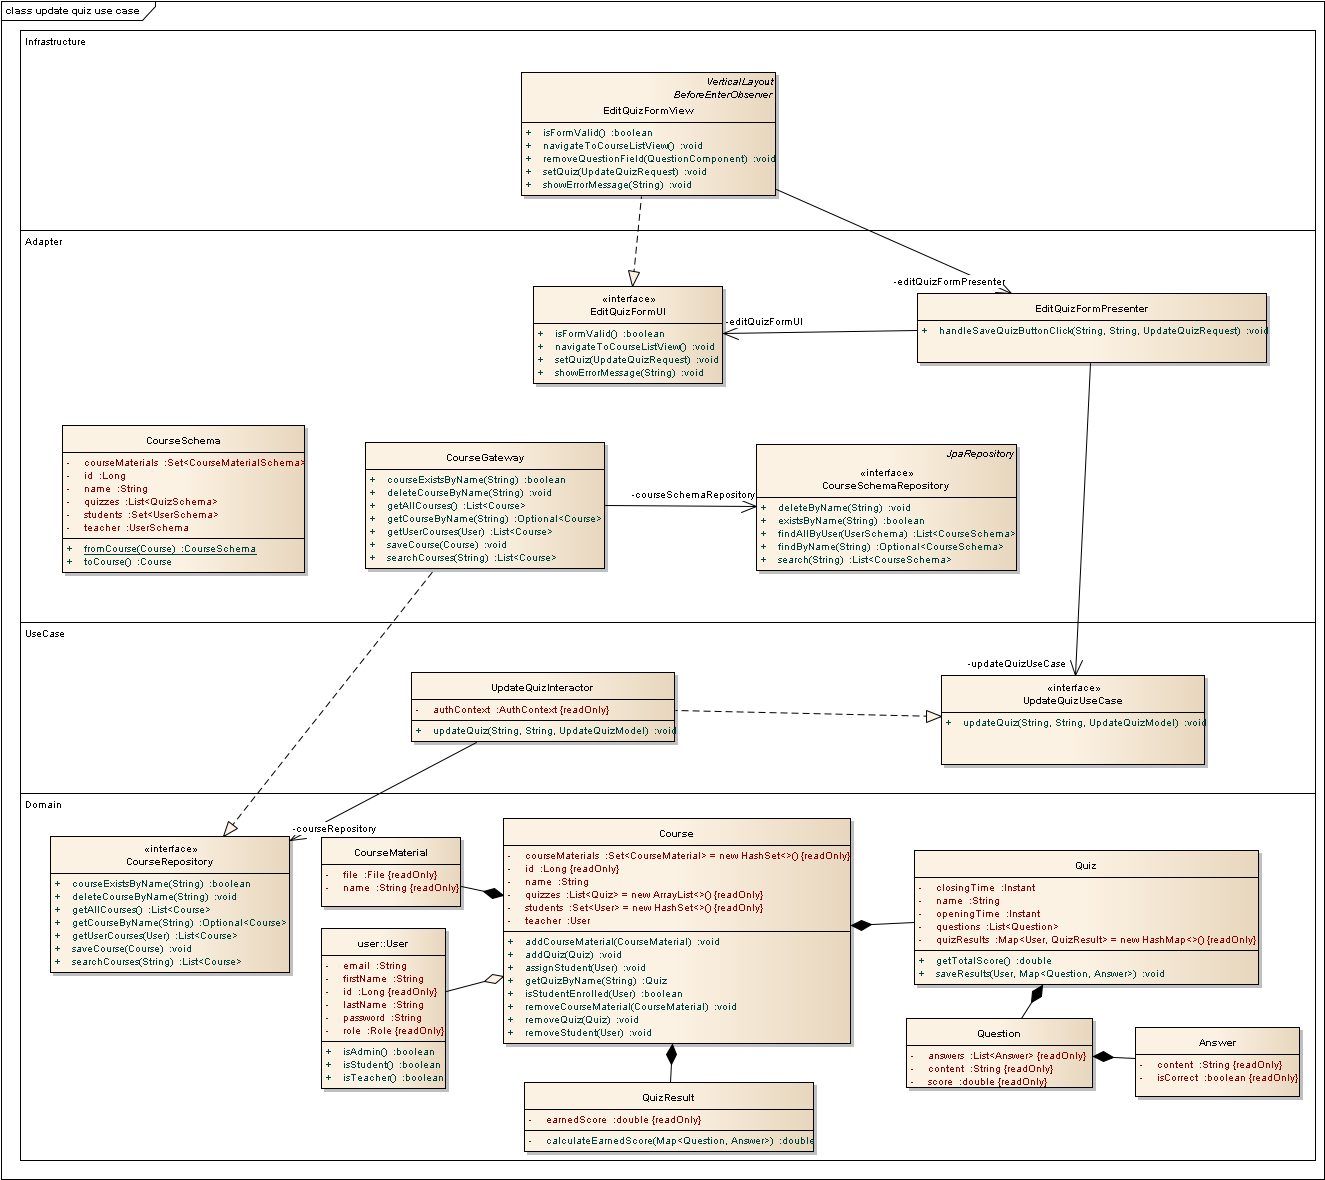 class update quiz use case
Infrastructure
VerticalLayout
BeforeEnterObserver
EditQuizFormView
+ isFormValid() :boolean
+ navigateToCourseListView() :void
+ removeQuestionField(QuestionComponent) :void
+ setQuiz(UpdateQuizRequest) :void
+ showErrorMessage(String) :void
Adapter
-editQuizFormPresenter
«interface»
EditQuizFormUI
+ isFormValid() :boolean
+ navigateToCourseListView() :void
+ setQuiz(UpdateQuizRequest) :void
+ showErrorMessage(String) :void
-editQuizFormUI
EditQuizFormPresenter
+ handleSaveQuizButtonClick(String, String, UpdateQuizRequest) :void
CourseSchema
- courseMaterials :Set<CourseMaterialSchema>
- id :Long
- name :String
- quizzes :List<QuizSchema>
- students :Set<UserSchema>
- teacher :UserSchema
+ fromCourse(Course) :CourseSchema
+ toCourse() :Course
CourseGateway
+ courseExistsByName(String) :boolean
+ deleteCourseByName(String) :void
+ getAllCourses() :List<Course>
+ getCourseByName(String) :Optional<Course>
+ getUserCourses(User) :List<Course>
+ saveCourse(Course) :void
+ searchCourses(String) :List<Course>
-courseSchemaRepository
JpaRepository
«interface»
CourseSchemaRepository
+ deleteByName(String) :void
+ existsByName(String) :boolean
+ findAllByUser(UserSchema) :List<CourseSchema>
+ findByName(String) :Optional<CourseSchema>
+ search(String) :List<CourseSchema>
UseCase
-updateQuizUseCase
UpdateQuizInteractor
- authContext :AuthContext {readOnly}
+ updateQuiz(String, String, UpdateQuizModel) :void
«interface»
UpdateQuizUseCase
+ updateQuiz(String, String, UpdateQuizModel) :void
Domain
-courseRepository
«interface»
CourseRepository
+ courseExistsByName(String) :boolean
+ deleteCourseByName(String) :void
+ getAllCourses() :List<Course>
+ getCourseByName(String) :Optional<Course>
+ getUserCourses(User) :List<Course>
+ saveCourse(Course) :void
+ searchCourses(String) :List<Course>
CourseMaterial
- file :File {readOnly}
- name :String {readOnly}
user::User
- email :String
- firstName :String
- id :Long {readOnly}
- lastName :String
- password :String
- role :Role {readOnly}
+ isAdmin() :boolean
+ isStudent() :boolean
+ isTeacher() :boolean
Course
- courseMaterials :Set<CourseMaterial> = new HashSet<>() {readOnly}
- id :Long {readOnly}
- name :String
- quizzes :List<Quiz> = new ArrayList<>() {readOnly}
- students :Set<User> = new HashSet<>() {readOnly}
- teacher :User
+ addCourseMaterial(CourseMaterial) :void
+ addQuiz(Quiz) :void
+ assignStudent(User) :void
+ getQuizByName(String) :Quiz
+ isStudentEnrolled(User) :boolean
+ removeCourseMaterial(CourseMaterial) :void
+ removeQuiz(Quiz) :void
+ removeStudent(User) :void
Quiz
- closingTime :Instant
- name :String
- openingTime :Instant
- questions :List<Question>
- quizResults :Map<User, QuizResult> = new HashMap<>() {readOnly}
+ getTotalScore() :double
+ saveResults(User, Map<Question, Answer>) :void
Question
- answers :List<Answer> {readOnly}
- content :String {readOnly}
- score :double {readOnly}
Answer
- content :String {readOnly}
- isCorrect :boolean {readOnly}
QuizResult
- earnedScore :double {readOnly}
- calculateEarnedScore(Map<Question, Answer>) :double